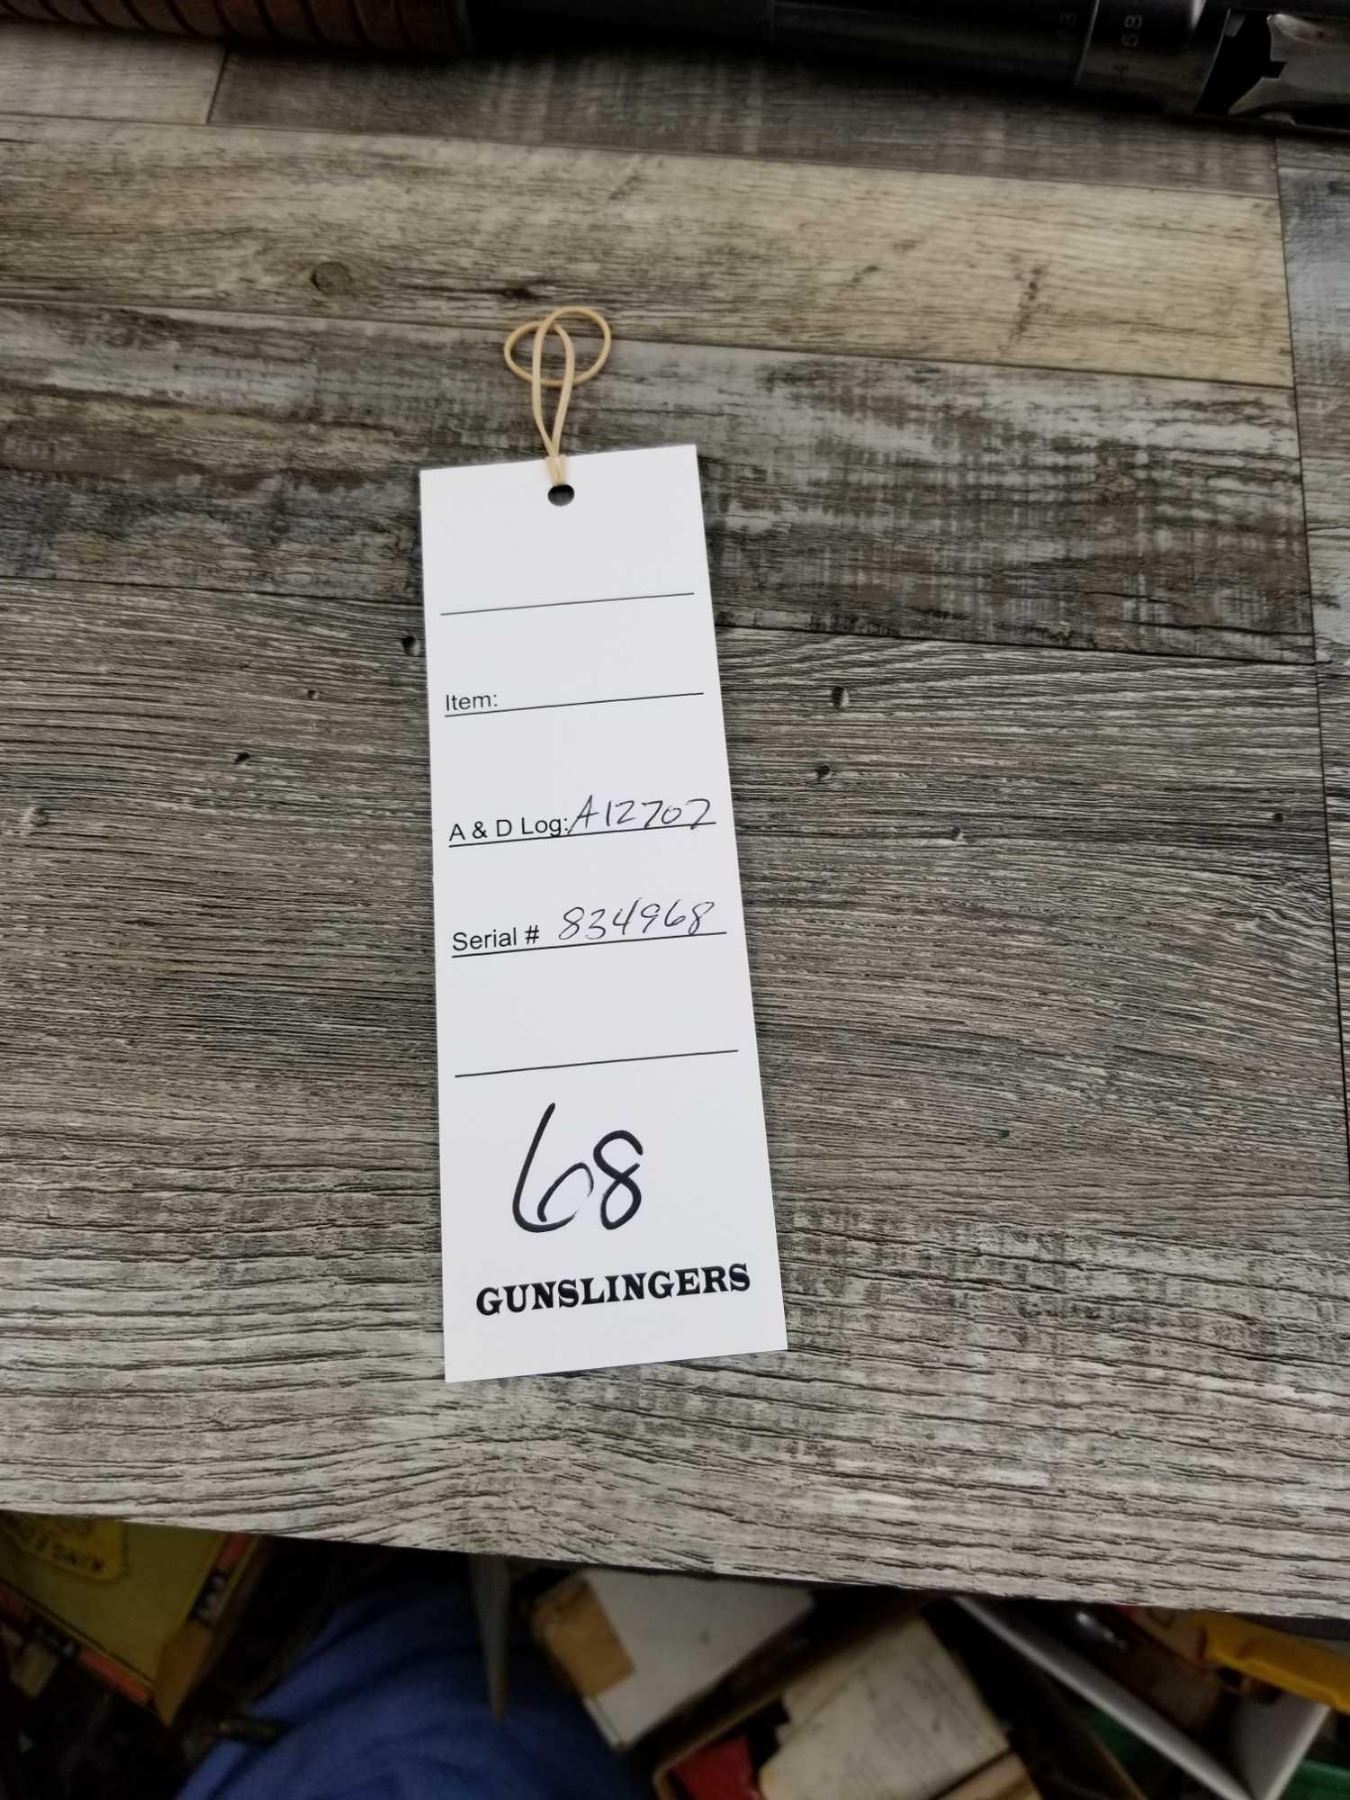 Item:
A & D Log: A12707
Serial # 834968
68
GUNSLINGERS